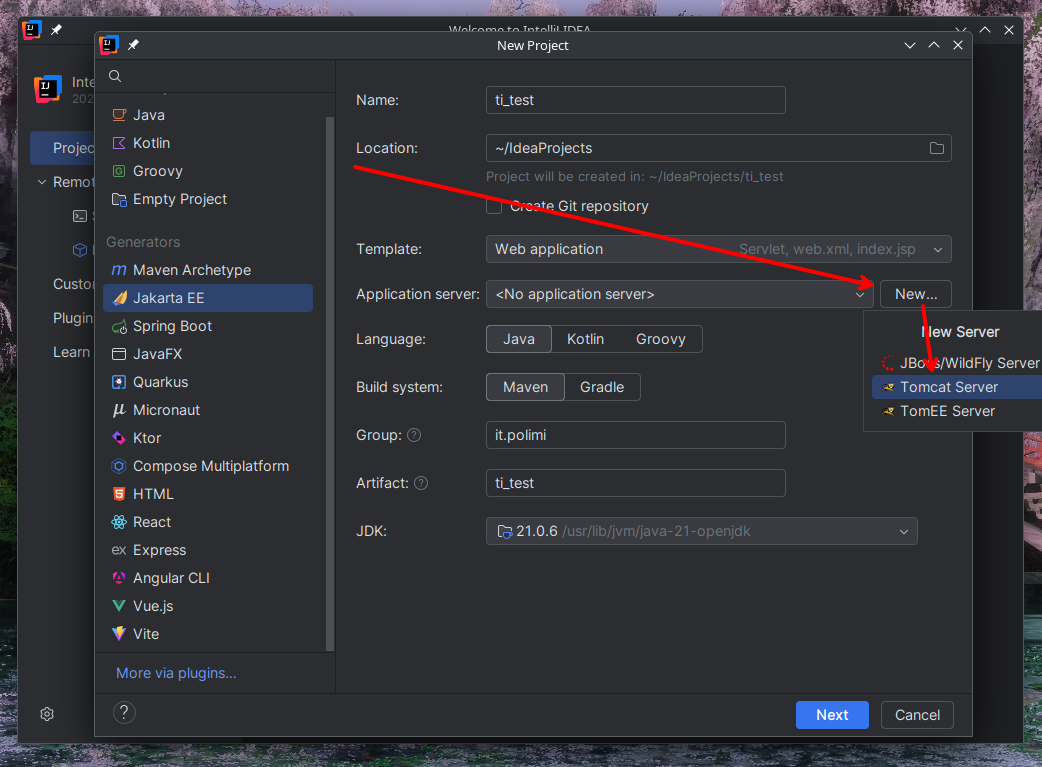 Welcome to IntelliJ IDEA
New Project
Java
Kotlin
Groovy
Empty Project
Generators
Maven Archetype
Jakarta EE
Spring Boot
JavaFX
Quarkus
Micronaut
Ktor
Compose Multiplatform
HTML
React
ex Express
Angular CLI
Vue.js
Vite
More via plugins...
Name: ti_test
Location: ~/IdeaProjects
Project will be created in: ~/IdeaProjects/ti_test
Create Git repository
Template: Web application Servlet, web.xml, index.jsp
Application server: <No application server> New...
New Server
JBoss/WildFly Server
Tomcat Server
TomEE Server
Language: Java Kotlin Groovy
Build system: Maven Gradle
Group: ? it.polimi
Artifact: ? ti_test
JDK: 21.0.6 /usr/lib/jvm/java-21-openjdk
? Next Cancel
Inte
202
Projec
Remot
Custo
Plugin
Learn